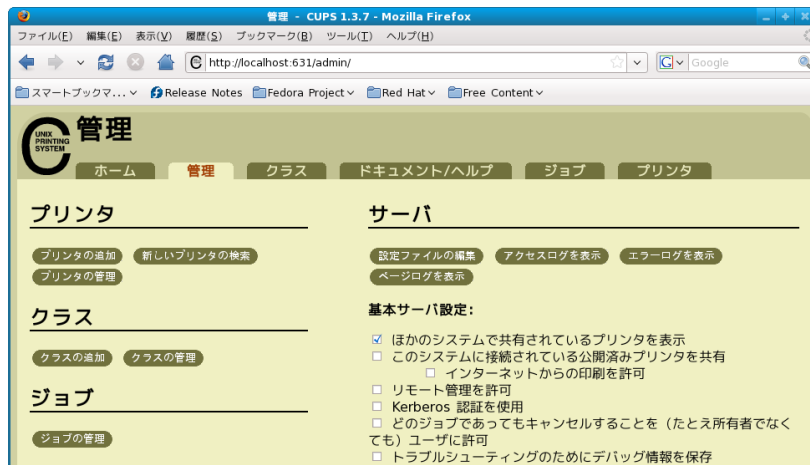 管理 - CUPS 1.3.7 - Mozilla Firefox
ファイル(F) 編集(E) 表示(V) 履歴(S) ブックマーク(B) ツール(T) ヘルプ(H)
http://localhost:631/admin/
G Google
スマートブックマ... Release Notes Fedora Project Red Hat Free Content
UNIX
PRINTING
SYSTEM
管理
ホーム 管理 クラス ドキュメント/ヘルプ ジョブ プリンタ
プリンタ
プリンタの追加 新しいプリンタの検索
プリンタの管理
クラス
クラスの追加 クラスの管理
ジョブ
ジョブの管理
サーバ
設定ファイルの編集 アクセスログを表示 エラーログを表示
ページログを表示
基本サーバ設定:
ほかのシステムで共有されているプリンタを表示
このシステムに接続されている公開済みプリンタを共有
インターネットからの印刷を許可
リモート管理を許可
Kerberos 認証を使用
どのジョブであってもキャンセルすることを（たとえ所有者でなく
ても）ユーザに許可
トラブルシューティングのためにデバッグ情報を保存